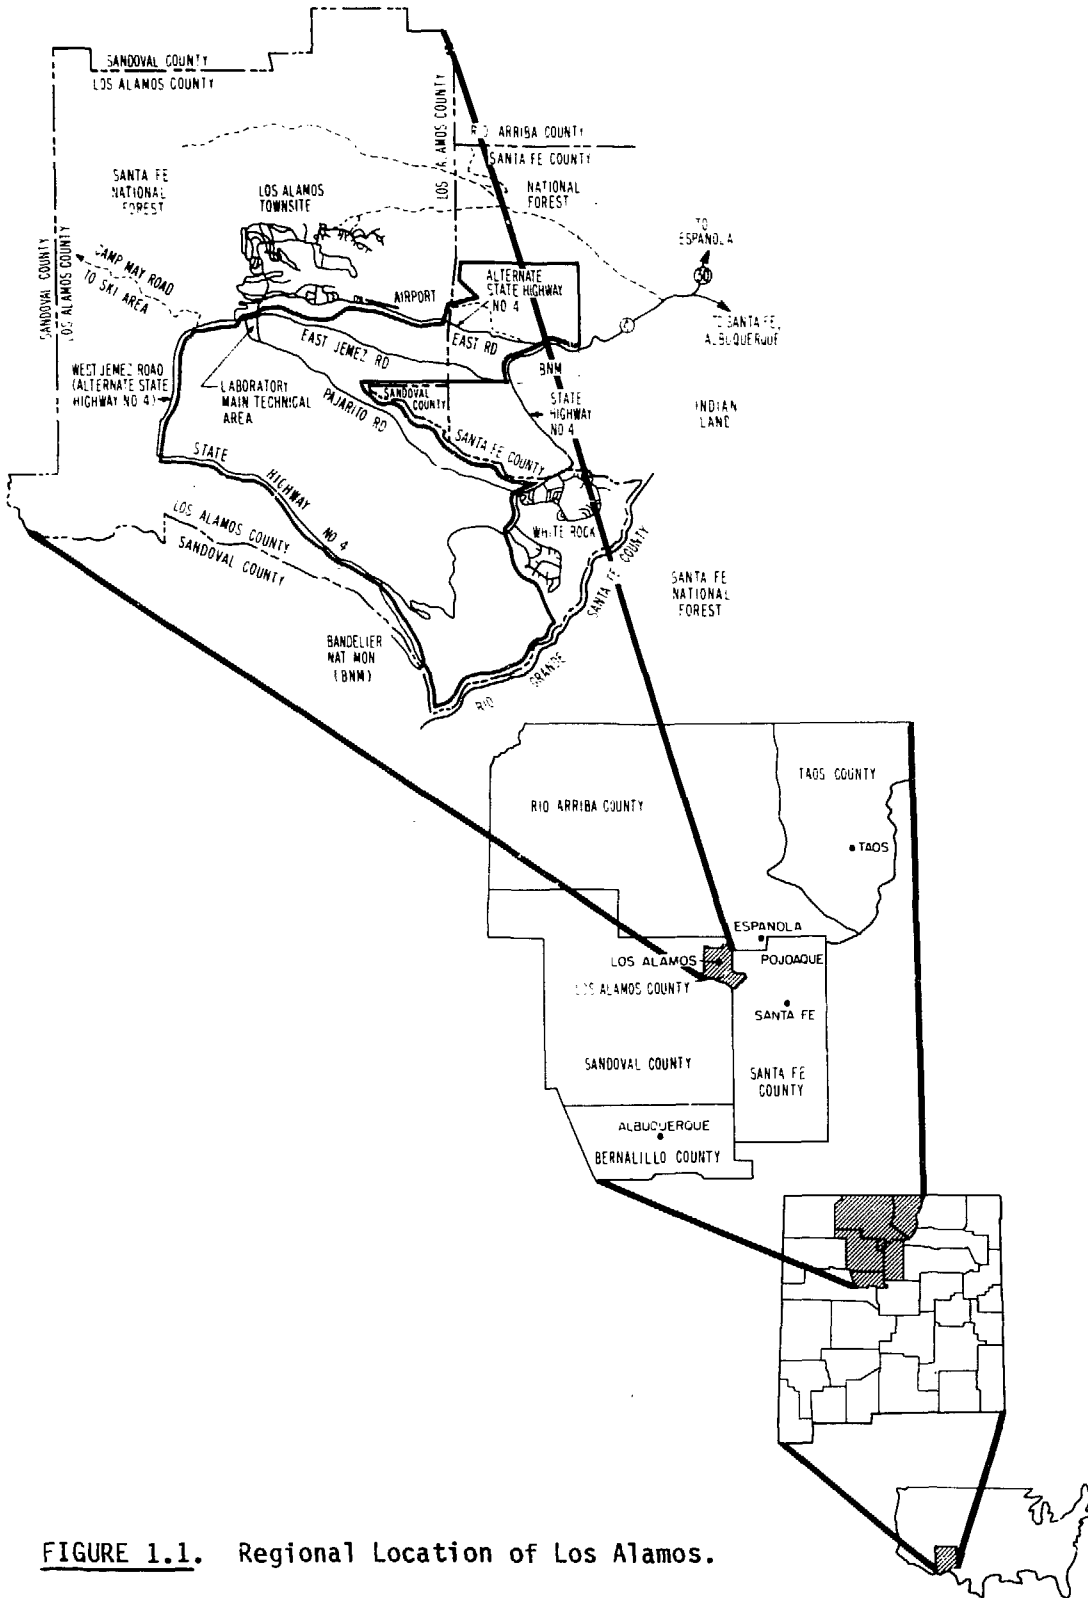 SANDOVAL COUNTY
LOS ALAMOS COUNTY
LOS ALAMOS COUNTY
RIO ARRIBA COUNTY
SANTA FE COUNTY
SANTA FE
NATIONAL
FOREST
LOS ALAMOS
TOWNSITE
NATIONAL
FOREST
TO
ESPANOLA
30
SANDOVAL COUNTY
LOS ALAMOS COUNTY
CAMP MAY ROAD
TO SKI AREA
AIRPORT
ALTERNATE
STATE HIGHWAY
NO 4
4
TO SANTA FE,
ALBUQUERQUE
EAST RD
EAST JEMEZ RD
BNM
WEST JEMEZ ROAD
(ALTERNATE STATE
HIGHWAY NO 4)
LABORATORY
MAIN TECHNICAL
AREA
PAJARITO RD
SANDOVAL
COUNTY
STATE
HIGHWAY
NO 4
INDIAN
LAND
SANTA FE COUNTY
STATE
HIGHWAY
NO 4
LOS ALAMOS COUNTY
SANDOVAL COUNTY
WHITE ROCK
SANTA FE COUNTY
SANTA FE
NATIONAL
FOREST
BANDELIER
NAT MON
(BNM)
RIO GRANDE
TAOS COUNTY
RIO ARRIBA COUNTY
TAOS
ESPANOLA
LOS ALAMOS
POJOAQUE
LOS ALAMOS COUNTY
SANTA FE
SANDOVAL COUNTY
SANTA FE
COUNTY
ALBUQUERQUE
BERNALILLO COUNTY
FIGURE 1.1. Regional Location of Los Alamos.